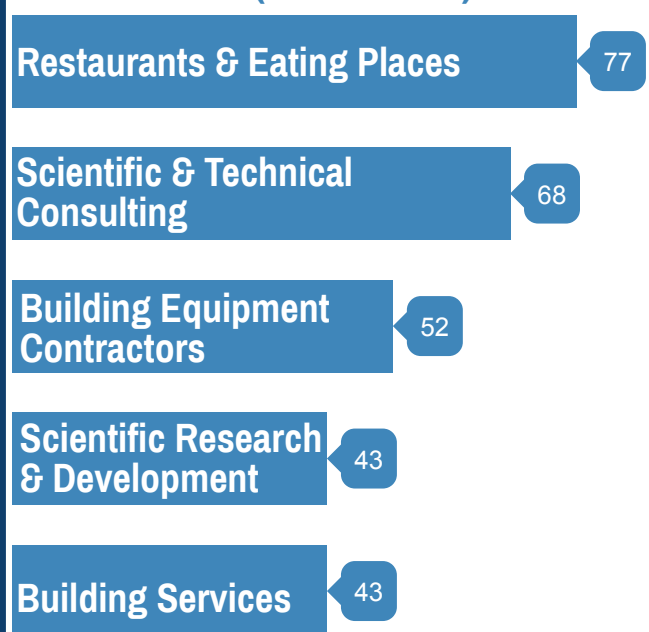 Restaurants & Eating Places
77
Scientific & Technical
Consulting
68
Building Equipment
Contractors
52
Scientific Research
& Development
43
Building Services
43